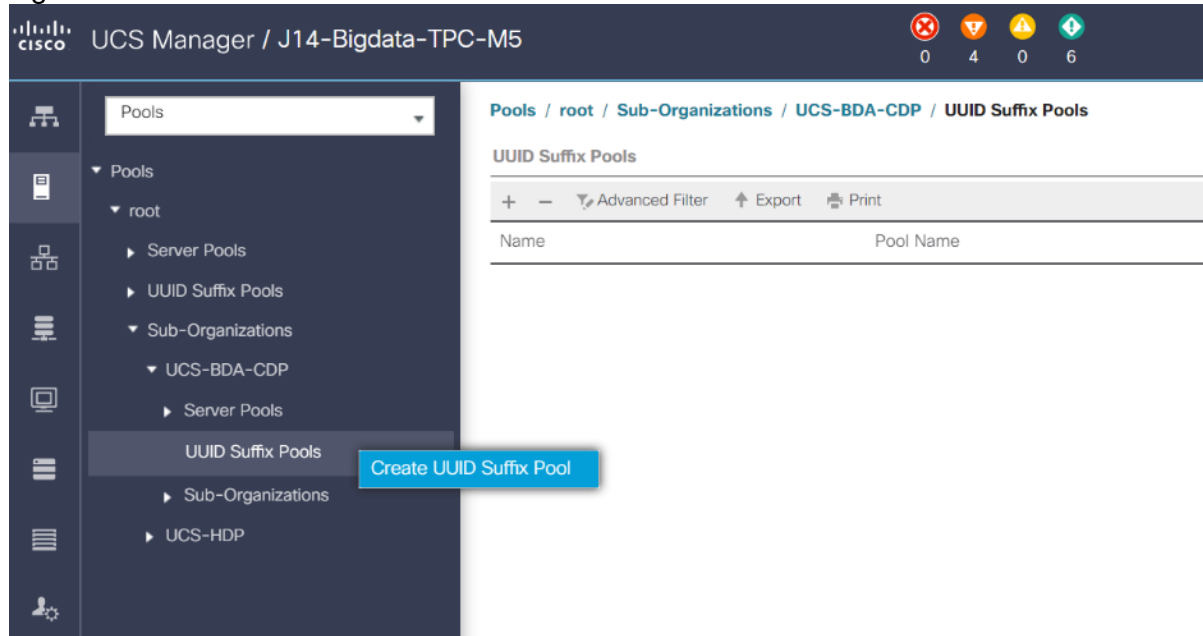 cisco UCS Manager / J14-Bigdata-TPC-M5
0 4 0 6
Pools
Pools / root / Sub-Organizations / UCS-BDA-CDP / UUID Suffix Pools
UUID Suffix Pools
+ − Advanced Filter Export Print
Name Pool Name
Pools
root
Server Pools
UUID Suffix Pools
Sub-Organizations
UCS-BDA-CDP
Server Pools
UUID Suffix Pools
Create UUID Suffix Pool
Sub-Organizations
UCS-HDP